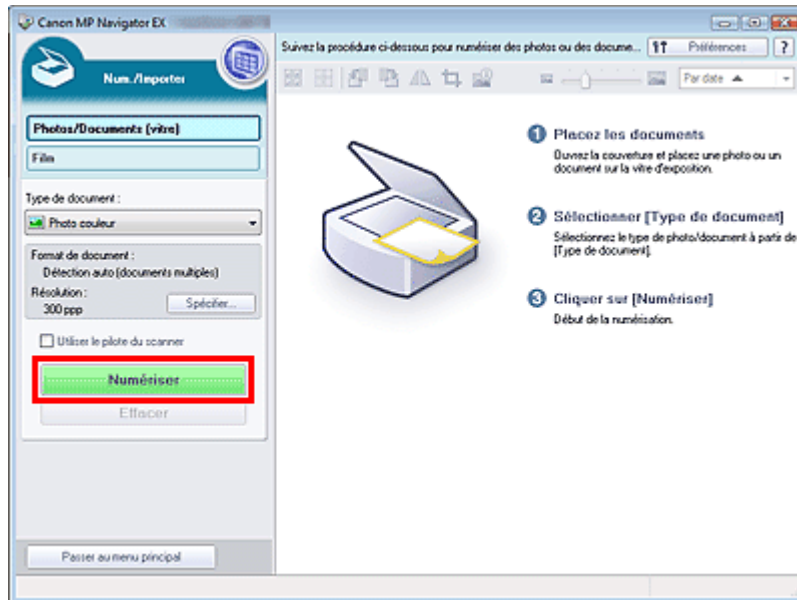 Canon MP Navigator EX
Num./Importer
Photos/Documents (vitre)
Film
Type de document :
Photo couleur
Format de document :
Détection auto (documents multiples)
Résolution :
300 ppp
Spécifier...
Utiliser le pilote du scanner
Numériser
Effacer
Passer au menu principal
Suivez la procédure ci-dessous pour numériser des photos ou des docume...
Préférences
?
Par date
1 Placez les documents
Ouvrez la couverture et placez une photo ou un
document sur la vitre d'exposition.
2 Sélectionner [Type de document]
Sélectionnez le type de photo/document à partir de
[Type de document].
3 Cliquer sur [Numériser]
Début de la numérisation.